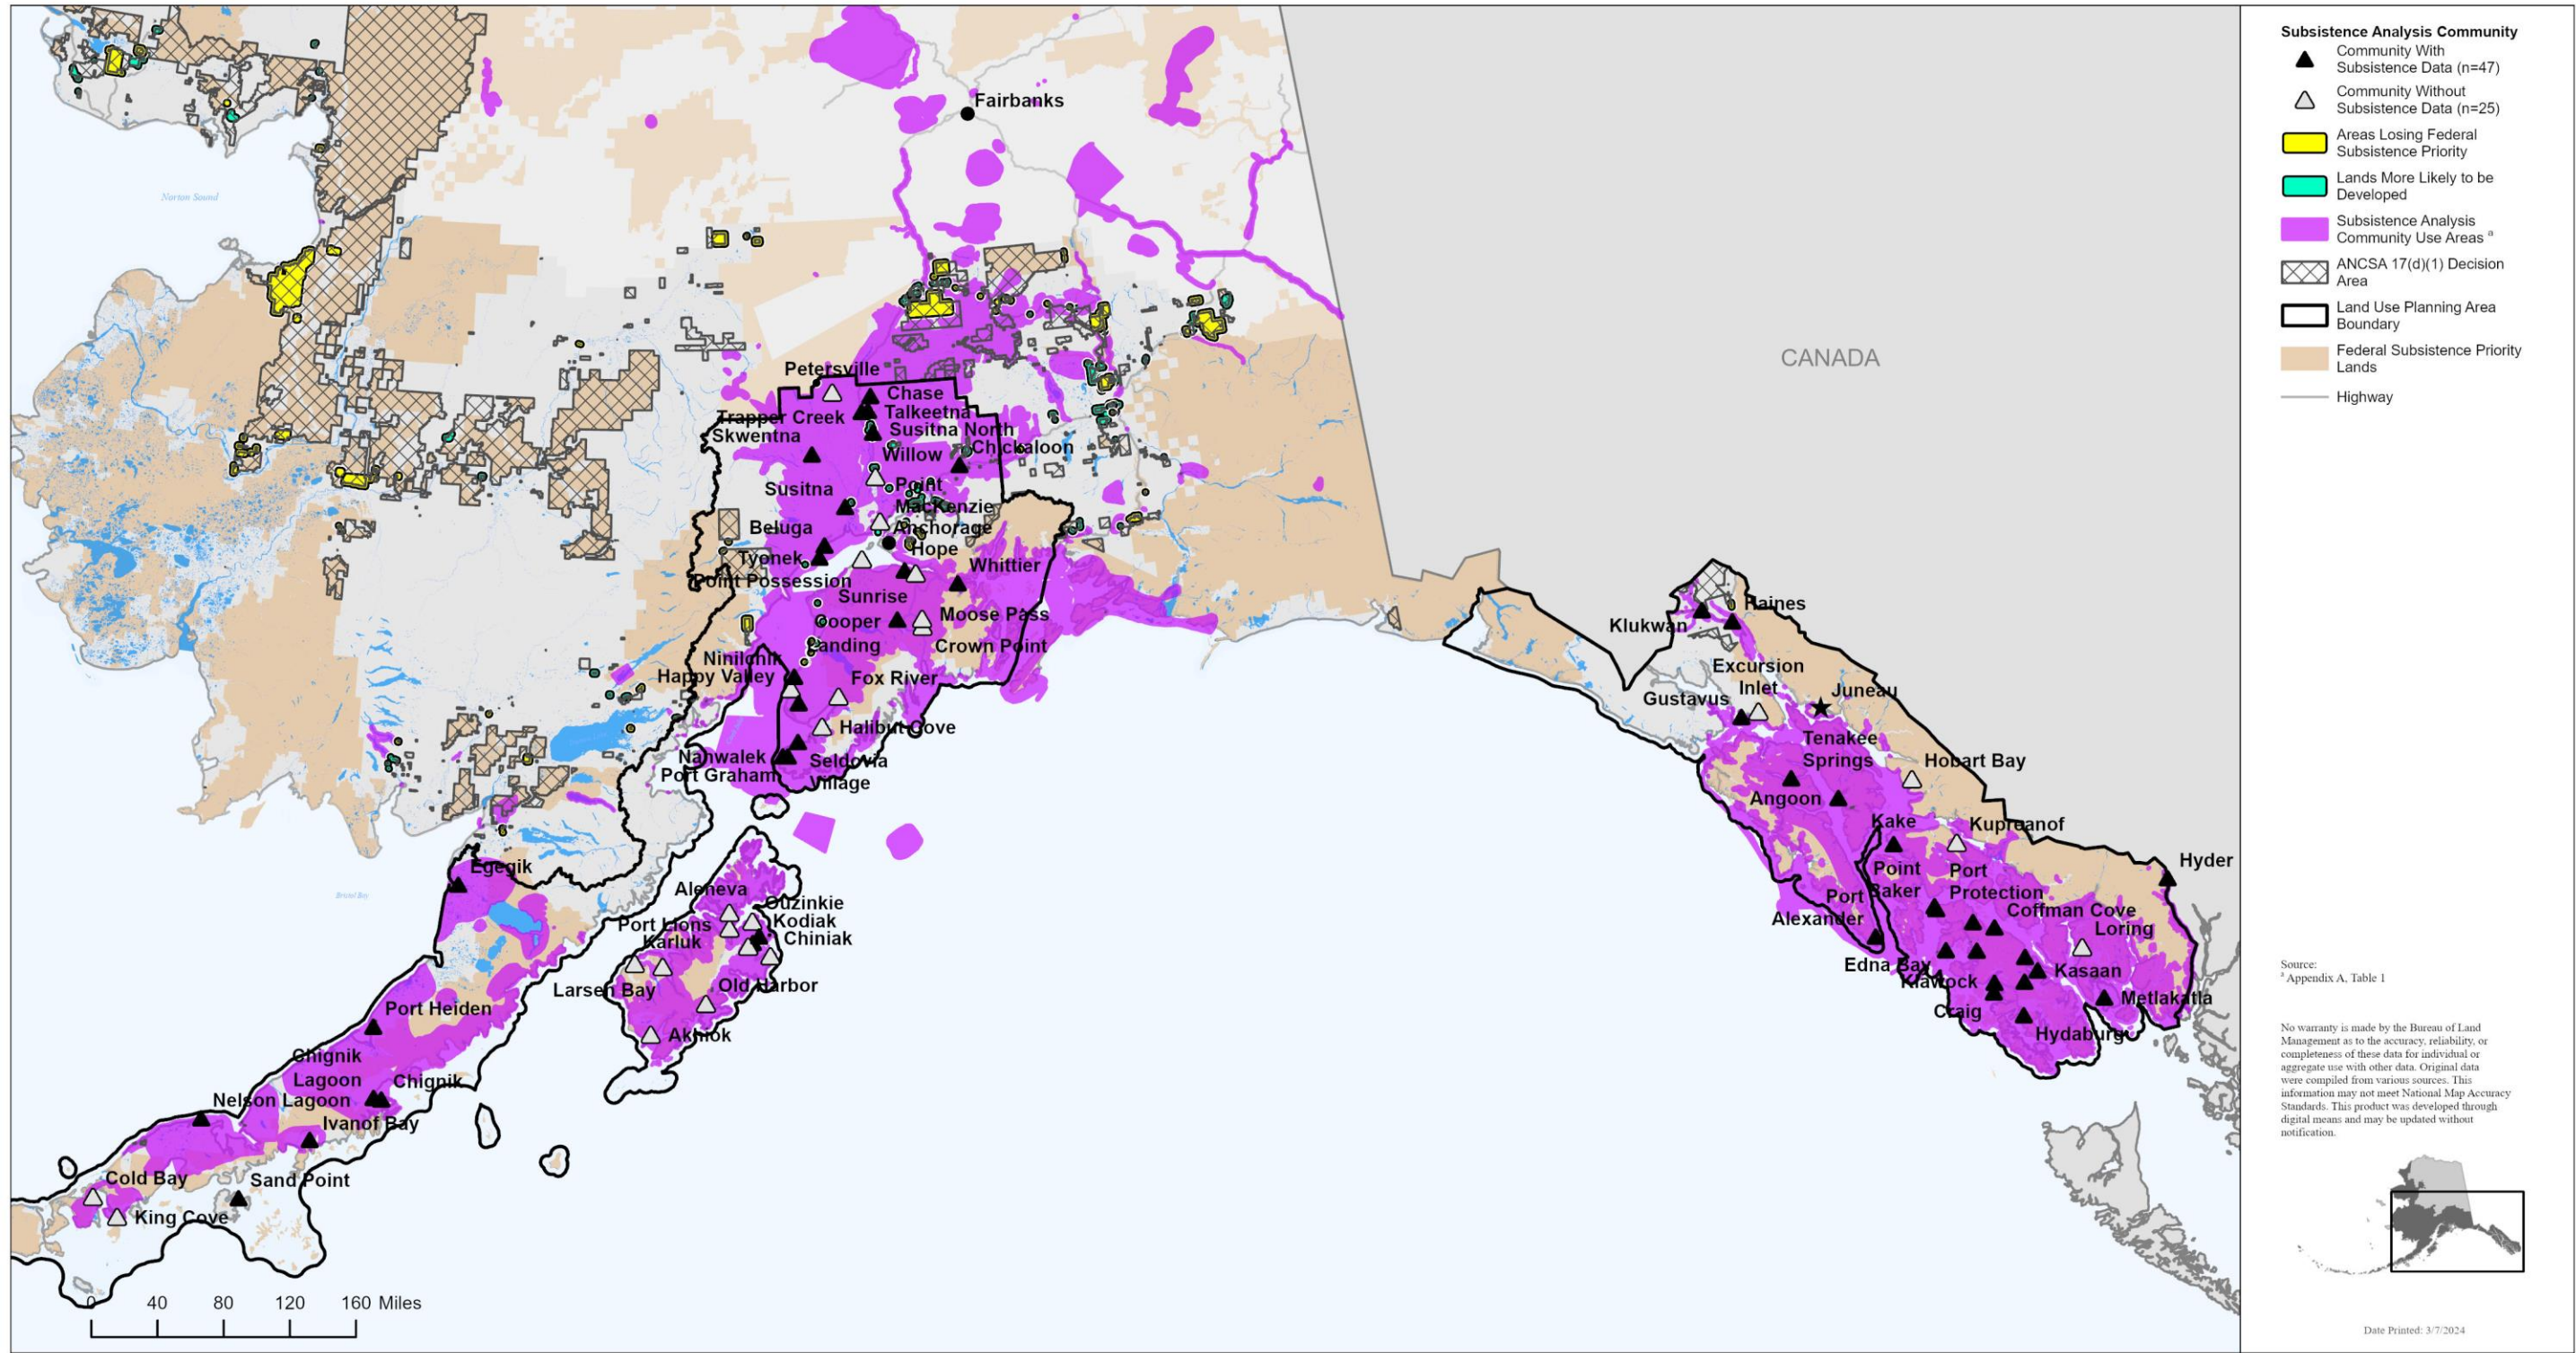 Norton Sound
Fairbanks
CANADA
Petersville
Chase
Trapper Creek
Talkeetna
Skwentna
Susitna North
Chickaloon
Willow
Susitna
Point
MacKenzie
Beluga
Anchorage
Tyonek
Hope
Whittier
Point Possession
Sunrise
Cooper
Landing
Moose Pass
Crown Point
Ninilchik
Happy Valley
Fox River
Halibut Cove
Nanwalek
Port Graham
Seldovia
Village
Klukwan
Haines
Excursion
Inlet
Gustavus
Juneau
Tenakee
Springs
Hobart Bay
Angoon
Kake
Kupreanof
Hyder
Point
Baker
Port
Protection
Port
Alexander
Coffman Cove
Loring
Edna Bay
Kasaan
Klawock
Metlakatla
Craig
Hydaburg
Egegik
Bristol Bay
Aleneva
Ouzinkie
Port Lions
Kodiak
Karluk
Chiniak
Larsen Bay
Old Harbor
Akhiok
Port Heiden
Chignik
Lagoon
Chignik
Nelson Lagoon
Ivanof Bay
Cold Bay
Sand Point
King Cove
0 40 80 120 160 Miles
Subsistence Analysis Community
Community With
Subsistence Data (n=47)
Community Without
Subsistence Data (n=25)
Areas Losing Federal
Subsistence Priority
Lands More Likely to be
Developed
Subsistence Analysis
Community Use Areas a
ANCSA 17(d)(1) Decision
Area
Land Use Planning Area
Boundary
Federal Subsistence Priority
Lands
Highway
Source:
a Appendix A, Table 1
No warranty is made by the Bureau of Land
Management as to the accuracy, reliability, or
completeness of these data for individual or
aggregate use with other data. Original data
were compiled from various sources. This
information may not meet National Map Accuracy
Standards. This product was developed through
digital means and may be updated without
notification.
Date Printed: 3/7/2024